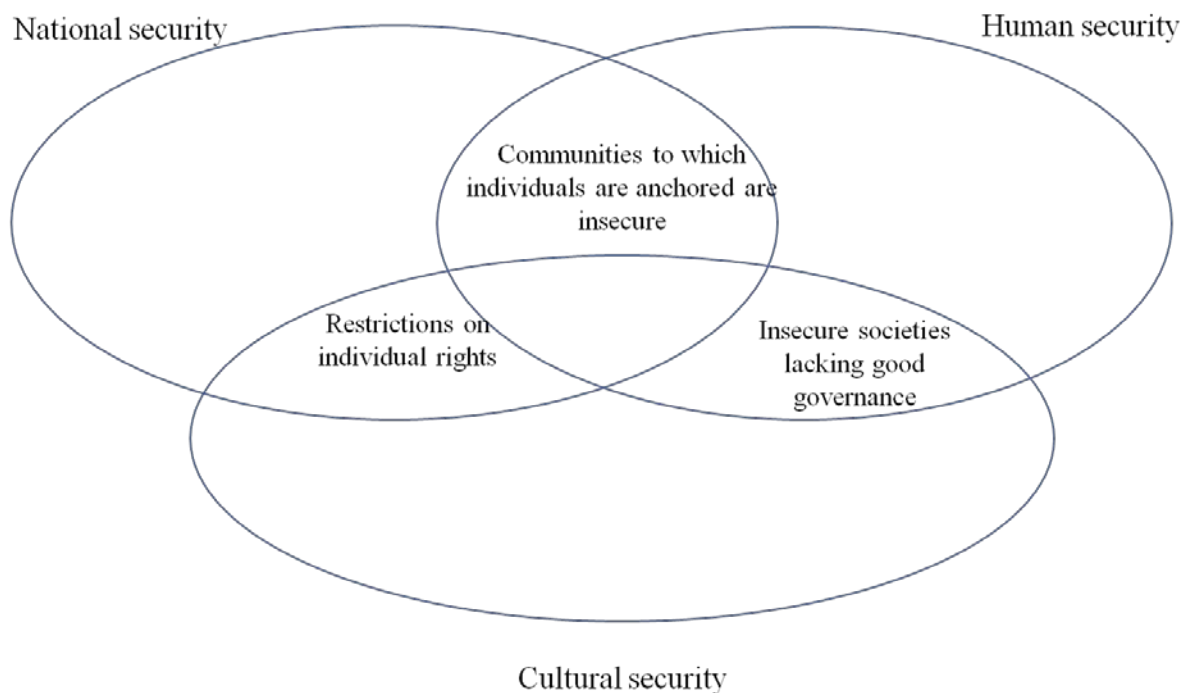 National security
Human security
Communities to which
individuals are anchored are
insecure
Restrictions on
individual rights
Insecure societies
lacking good
governance
Cultural security